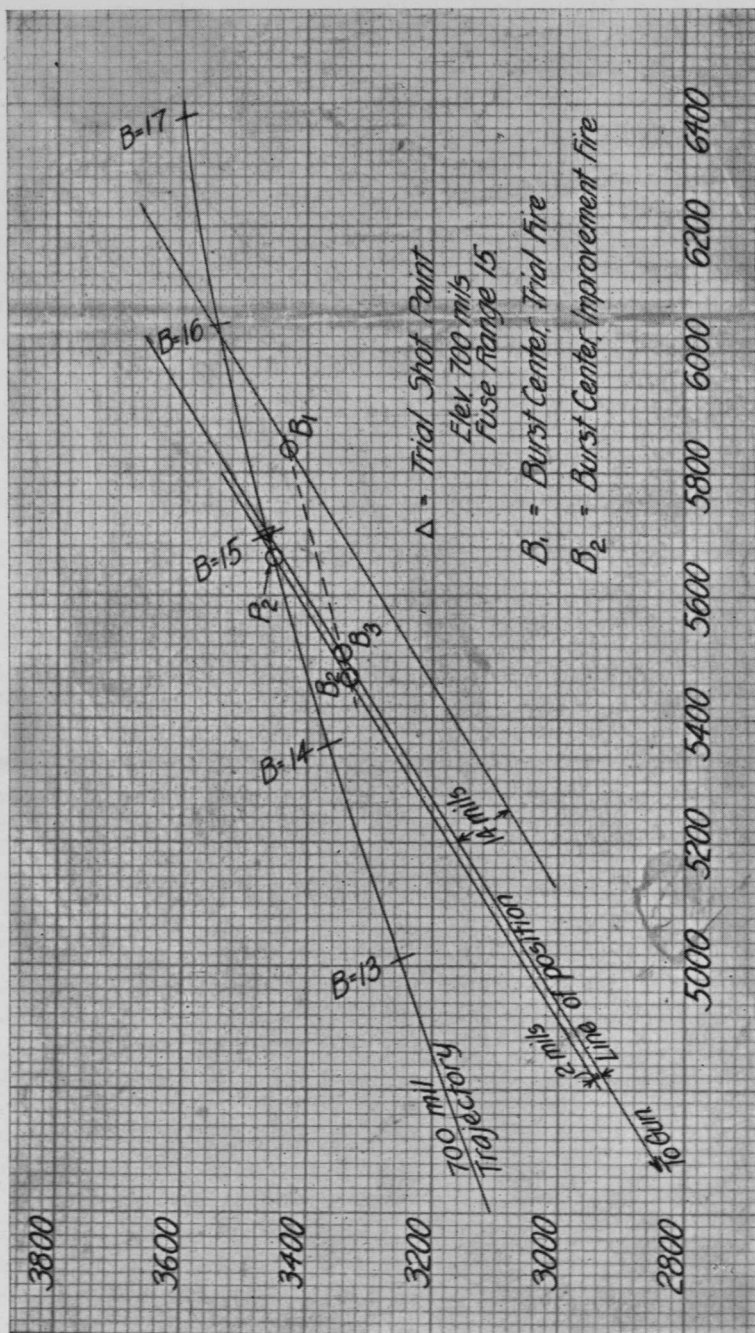 B=17
B=16
B=15
P₂
B₁
B₂
B₃
B=14
B=13
Δ = Trial Shot Point
Elev. 700 mils
Fuse Range 15.
B₁ = Burst Center, Trial Fire
B₂ = Burst Center, Improvement Fire
14 mils
2 mils
Line of position
To Gun
700 mil
Trajectory
3800
3600
3400
3200
3000
2800
5000
5200
5400
5600
5800
6000
6200
6400